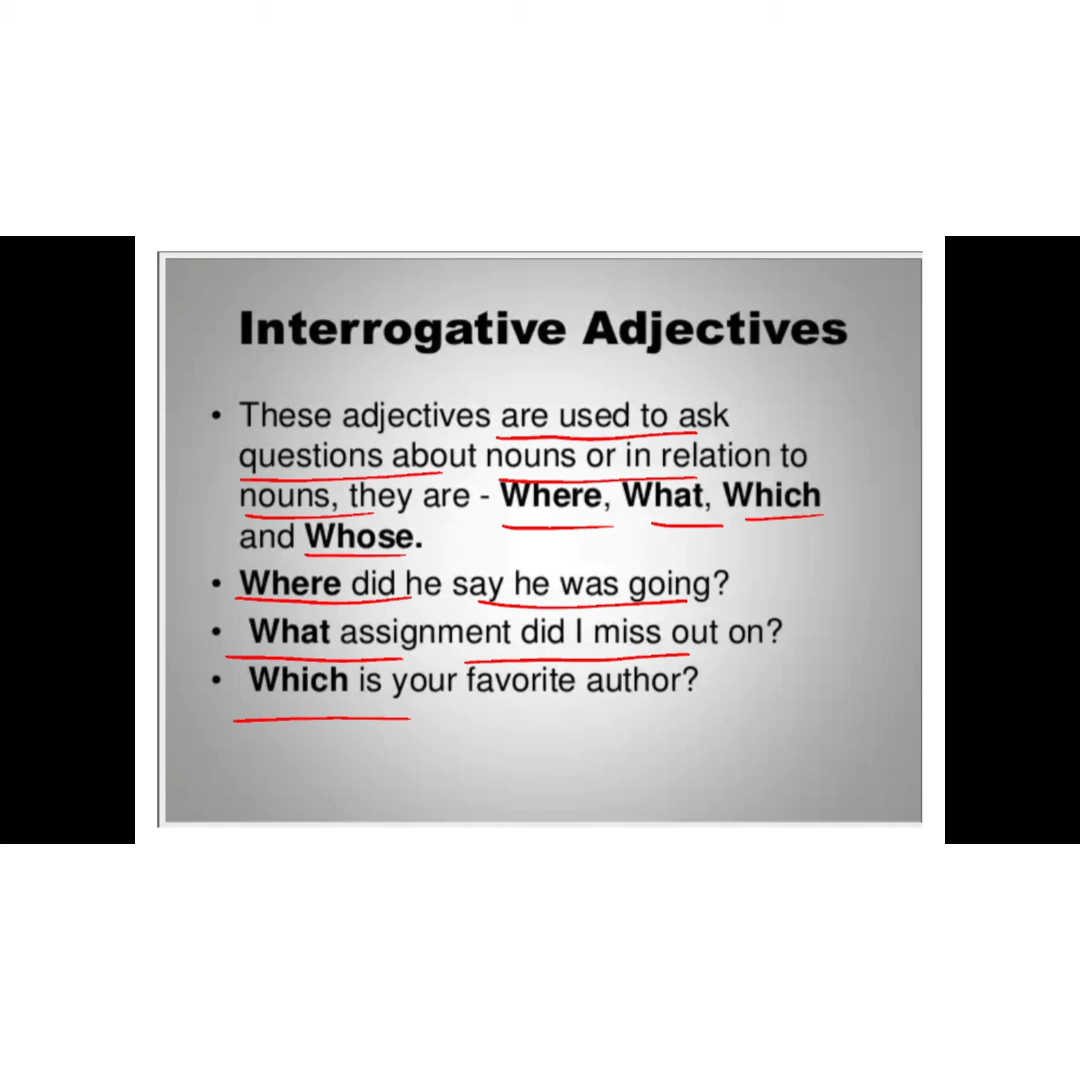 Interrogative Adjectives
• These adjectives are used to ask
questions about nouns or in relation to
nouns, they are - Where, What, Which
and Whose.
• Where did he say he was going?
• What assignment did I miss out on?
• Which is your favorite author?